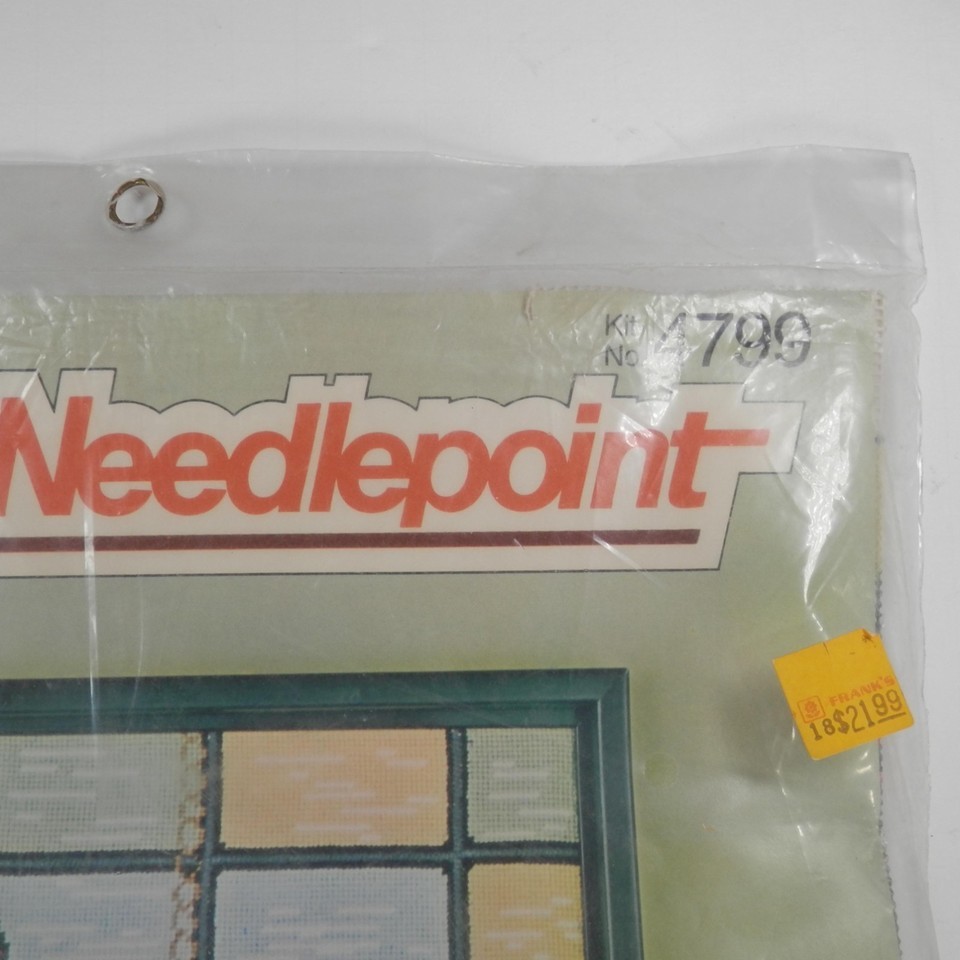 Kit
No. 4799
Needlepoint
FRANK'S
18$21.99